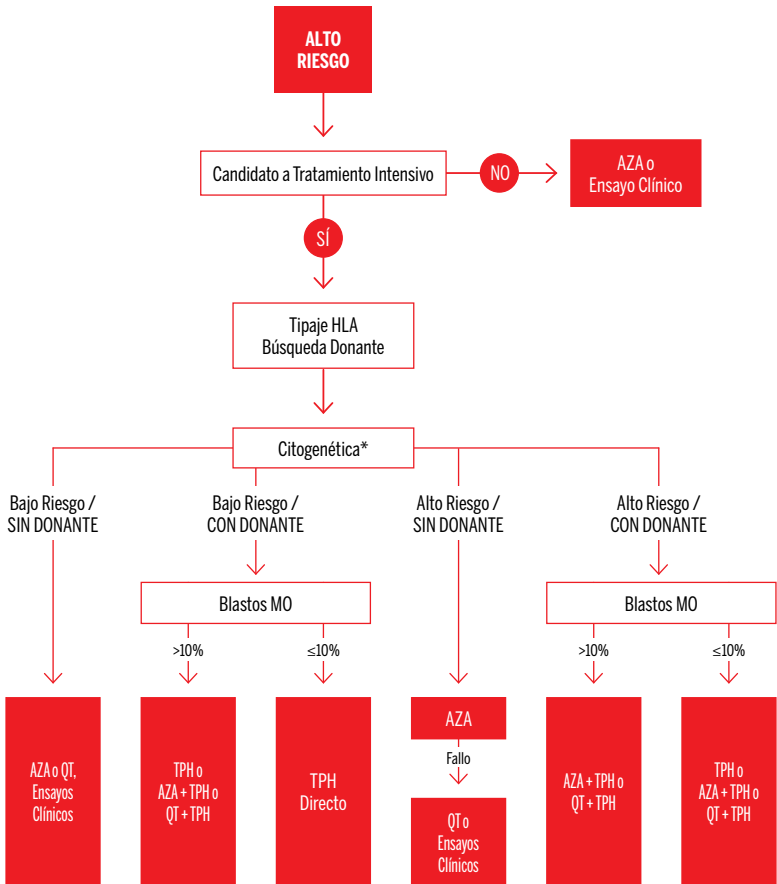 ALTO
RIESGO
Candidato a Tratamiento Intensivo
NO
AZA o
Ensayo Clínico
SÍ
Tipaje HLA
Búsqueda Donante
Citogenética*
Bajo Riesgo /
SIN DONANTE
Bajo Riesgo /
CON DONANTE
Alto Riesgo /
SIN DONANTE
Alto Riesgo /
CON DONANTE
Blastos MO
Blastos MO
>10%
≤10%
>10%
≤10%
AZA o QT,
Ensayos
Clínicos
TPH o
AZA + TPH o
QT + TPH
TPH
Directo
AZA
Fallo
QT o
Ensayos
Clínicos
AZA + TPH o
QT + TPH
TPH o
AZA + TPH o
QT + TPH